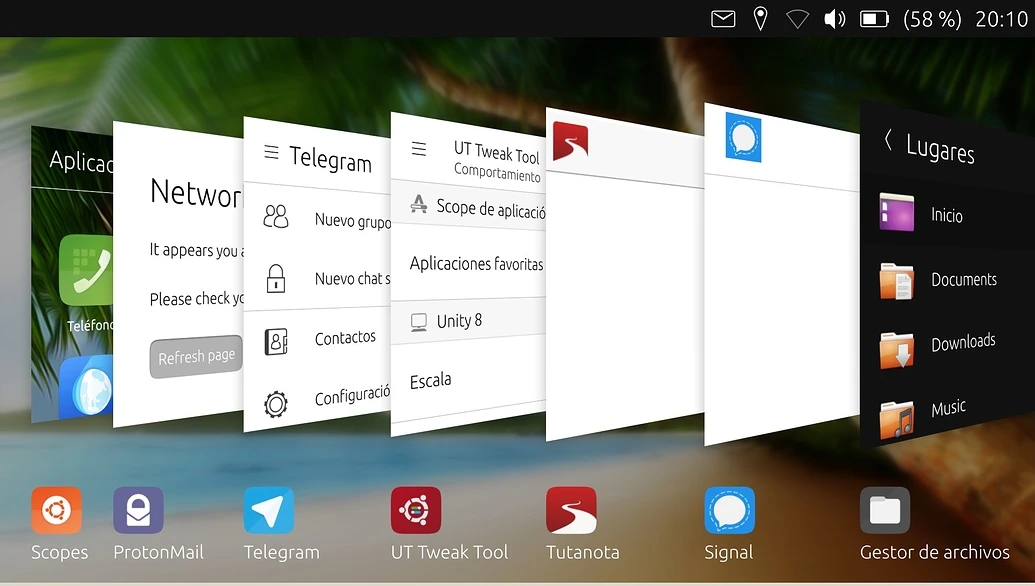 (58 %) 20:10
Aplicac
Teléfono
Networ
It appears you a
Please check yo
Refresh page
Telegram
Nuevo grupo
Nuevo chat s
Contactos
Configuració
UT Tweak Tool
Comportamiento
Scope de aplicació
Aplicaciones favoritas
Unity 8
Escala
Lugares
Inicio
Documents
Downloads
Music
Scopes
ProtonMail
Telegram
UT Tweak Tool
Tutanota
Signal
Gestor de archivos